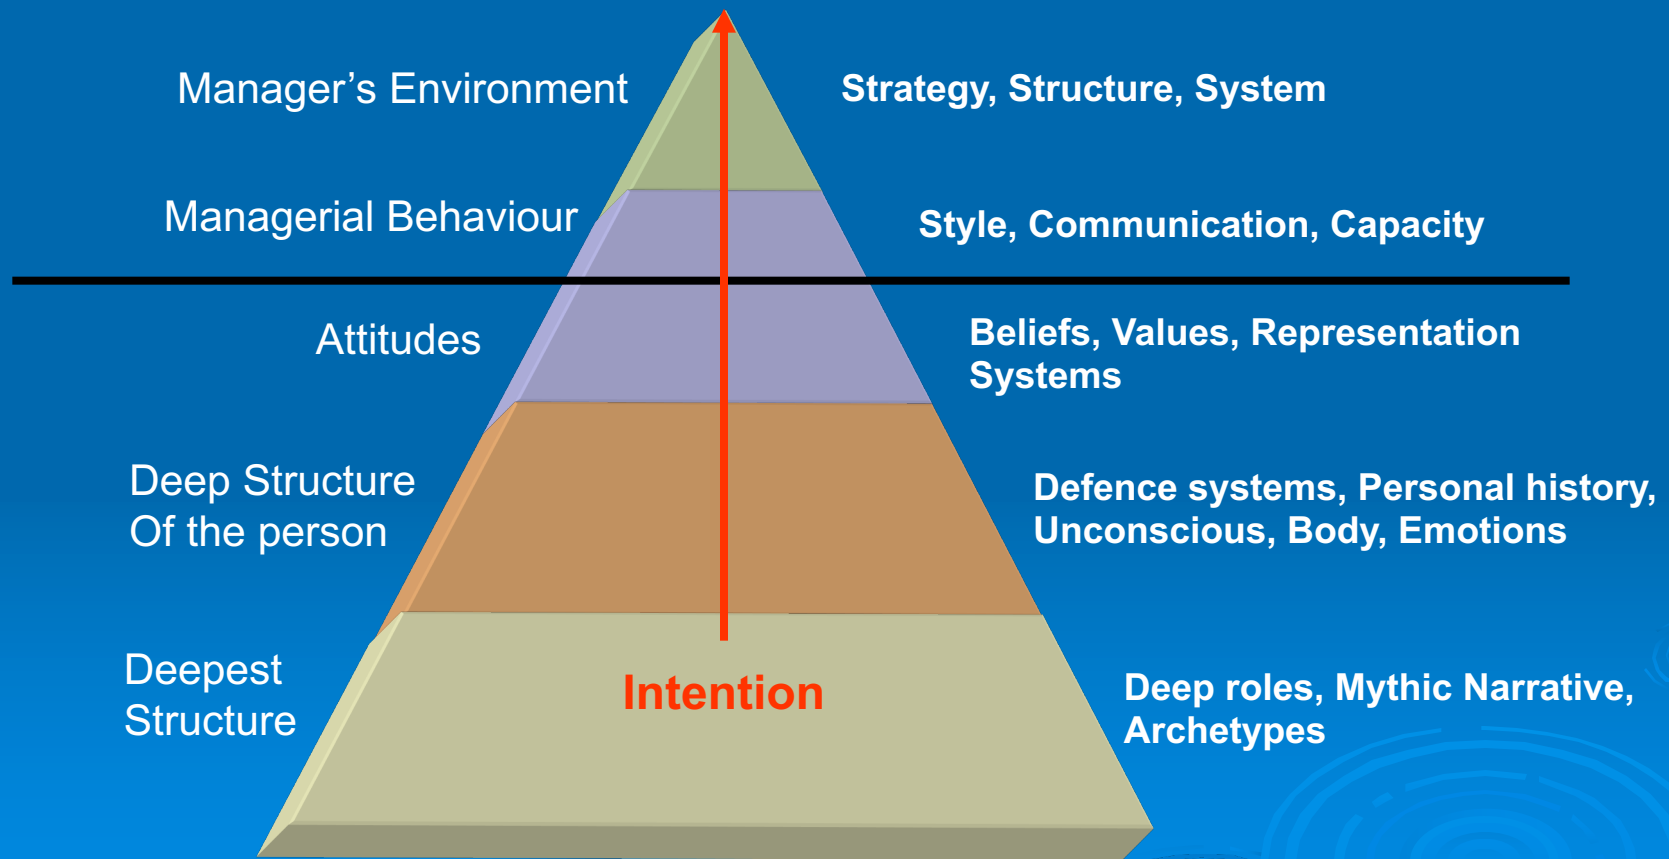 Manager’s Environment
Strategy, Structure, System
Managerial Behaviour
Style, Communication, Capacity
Attitudes
Beliefs, Values, Representation
Systems
Deep Structure
Of the person
Defence systems, Personal history,
Unconscious, Body, Emotions
Deepest
Structure
Intention
Deep roles, Mythic Narrative,
Archetypes